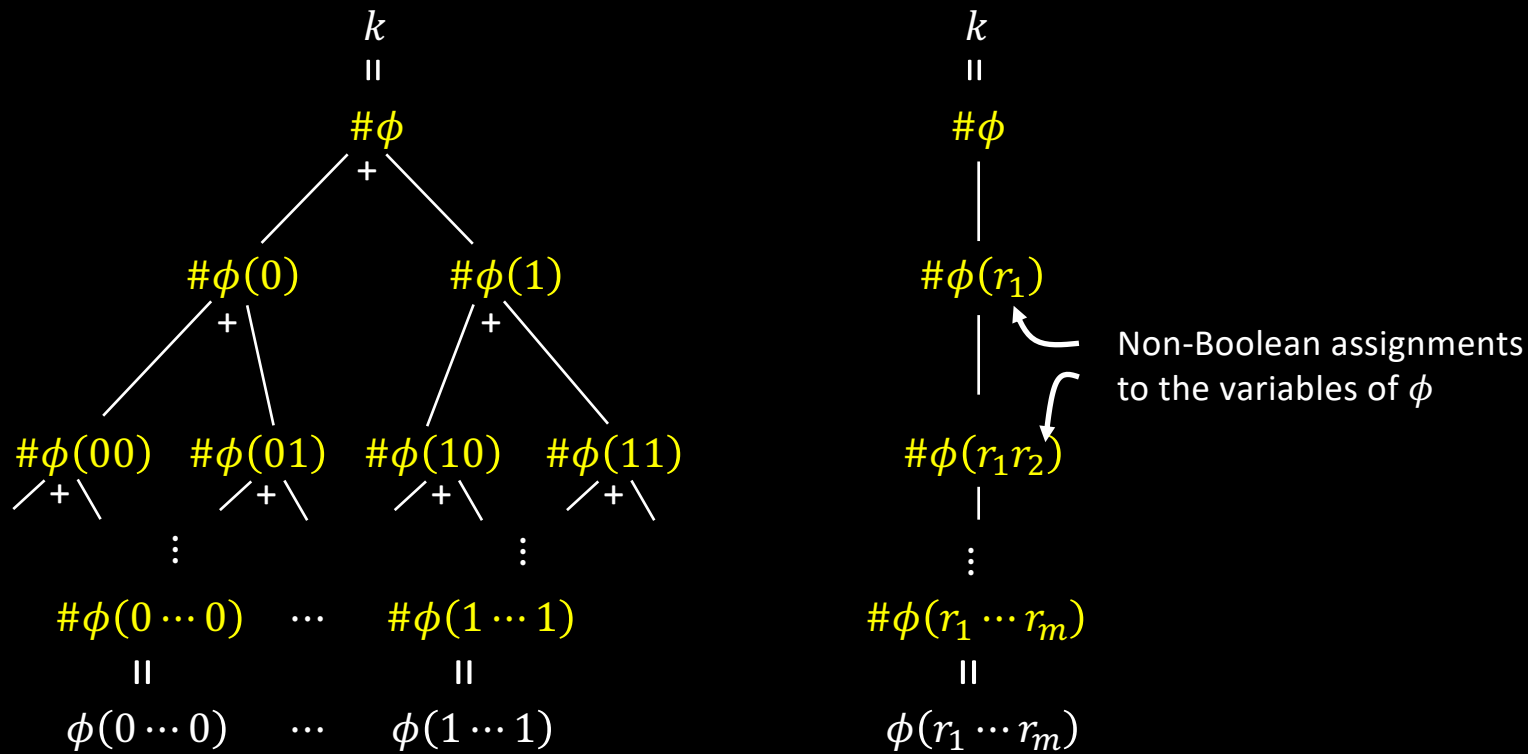 k k
= =
#ϕ #ϕ
+
#ϕ(0) #ϕ(1) #ϕ(r₁)
+ +
Non-Boolean assignments
to the variables of ϕ
#ϕ(00) #ϕ(01) #ϕ(10) #ϕ(11) #ϕ(r₁r₂)
+ + + +
⋮ ⋮ ⋮
#ϕ(0 ⋯ 0) ⋯ #ϕ(1 ⋯ 1) #ϕ(r₁ ⋯ rₘ)
= = =
ϕ(0 ⋯ 0) ⋯ ϕ(1 ⋯ 1) ϕ(r₁ ⋯ rₘ)